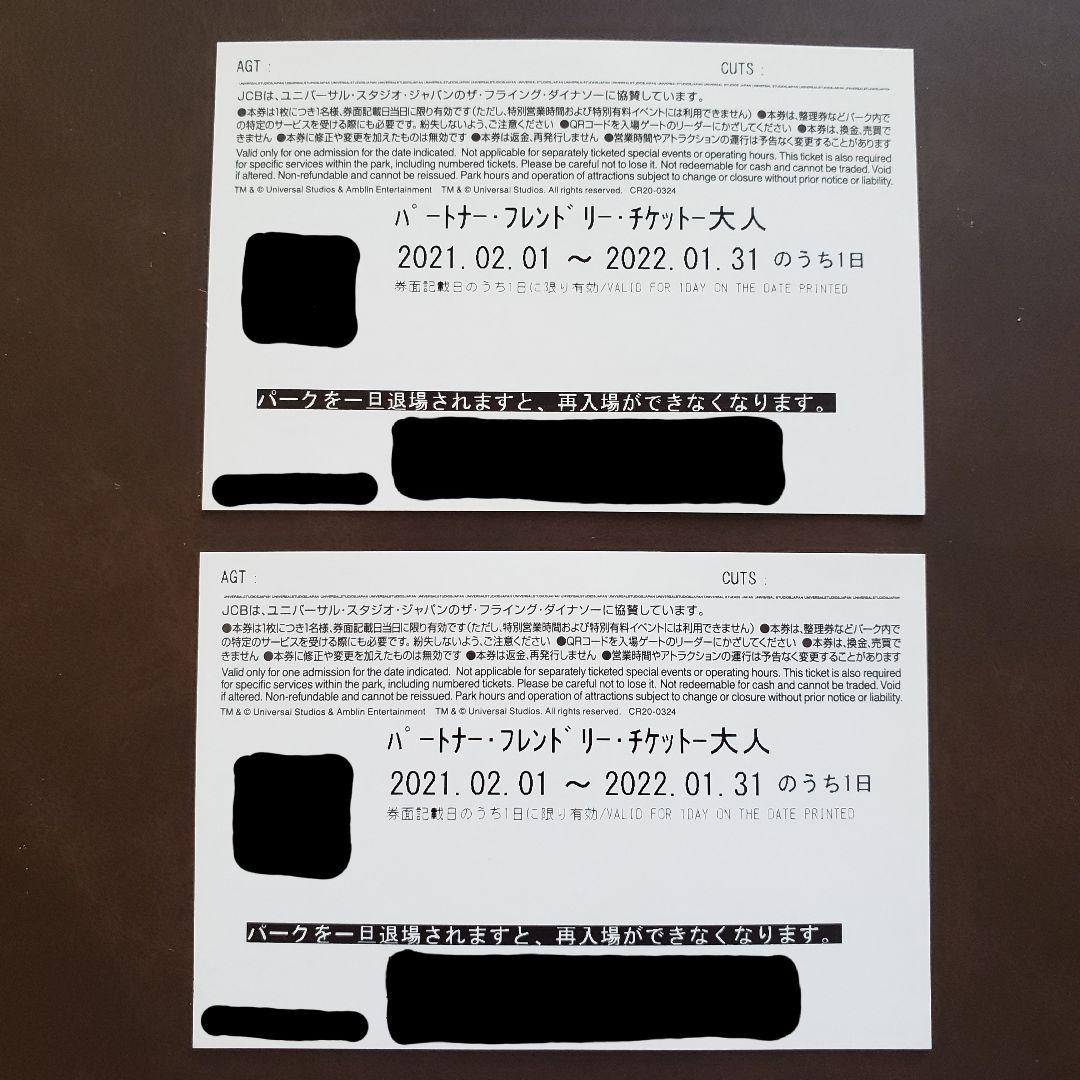 AGT :
CUTS :
JCBは、ユニバーサル・スタジオ・ジャパンのザ・フライング・ダイナソーに協賛しています。
●本券は1枚につき1名様、券面記載日当日に限り有効です(ただし、特別営業時間および特別有料イベントには利用できません) ●本券は、整理券などパーク内で
の特定のサービスを受ける際にも必要です。紛失しないよう、ご注意ください ●QRコードを入場ゲートのリーダーにかざしてください ●本券は、換金、売買で
きません ●本券に修正や変更を加えたものは無効です ●本券は返金、再発行しません ●営業時間やアトラクションの運行は予告なく変更することがあります
Valid only for one admission for the date indicated. Not applicable for separately ticketed special events or operating hours. This ticket is also required
for specific services within the park, including numbered tickets. Please be careful not to lose it. Not redeemable for cash and cannot be traded. Void
if altered. Non-refundable and cannot be reissued. Park hours and operation of attractions subject to change or closure without prior notice or liability.
TM & © Universal Studios & Amblin Entertainment TM & © Universal Studios. All rights reserved. CR20-0324
パートナー・フレンドリー・チケットー大人
2021.02.01 ～ 2022.01.31 のうち1日
券面記載日のうち1日に限り有効/VALID FOR 1DAY ON THE DATE PRINTED
パークを一旦退場されますと、再入場ができなくなります。
AGT :
CUTS :
JCBは、ユニバーサル・スタジオ・ジャパンのザ・フライング・ダイナソーに協賛しています。
●本券は1枚につき1名様、券面記載日当日に限り有効です(ただし、特別営業時間および特別有料イベントには利用できません) ●本券は、整理券などパーク内で
の特定のサービスを受ける際にも必要です。紛失しないよう、ご注意ください ●QRコードを入場ゲートのリーダーにかざしてください ●本券は、換金、売買で
きません ●本券に修正や変更を加えたものは無効です ●本券は返金、再発行しません ●営業時間やアトラクションの運行は予告なく変更することがあります
Valid only for one admission for the date indicated. Not applicable for separately ticketed special events or operating hours. This ticket is also required
for specific services within the park, including numbered tickets. Please be careful not to lose it. Not redeemable for cash and cannot be traded. Void
if altered. Non-refundable and cannot be reissued. Park hours and operation of attractions subject to change or closure without prior notice or liability.
TM & © Universal Studios & Amblin Entertainment TM & © Universal Studios. All rights reserved. CR20-0324
パートナー・フレンドリー・チケットー大人
2021.02.01 ～ 2022.01.31 のうち1日
券面記載日のうち1日に限り有効/VALID FOR 1DAY ON THE DATE PRINTED
パークを一旦退場されますと、再入場ができなくなります。